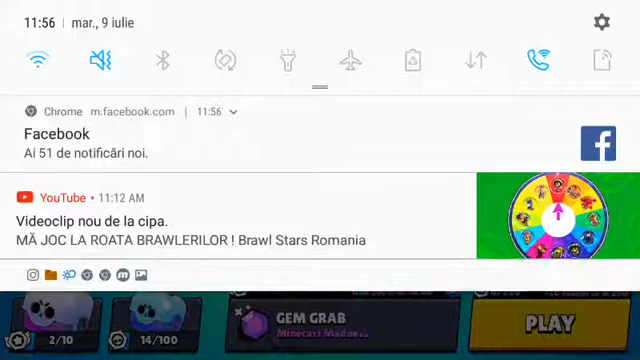 11:56 | mar., 9 iulie
Chrome m.facebook.com | 11:56
Facebook
Ai 51 de notificări noi.
YouTube • 11:12 AM
Videoclip nou de la cipa.
MĂ JOC LA ROATA BRAWLERILOR ! Brawl Stars Romania
2/10
14/100
GEM GRAB
Minecart Madness
PLAY